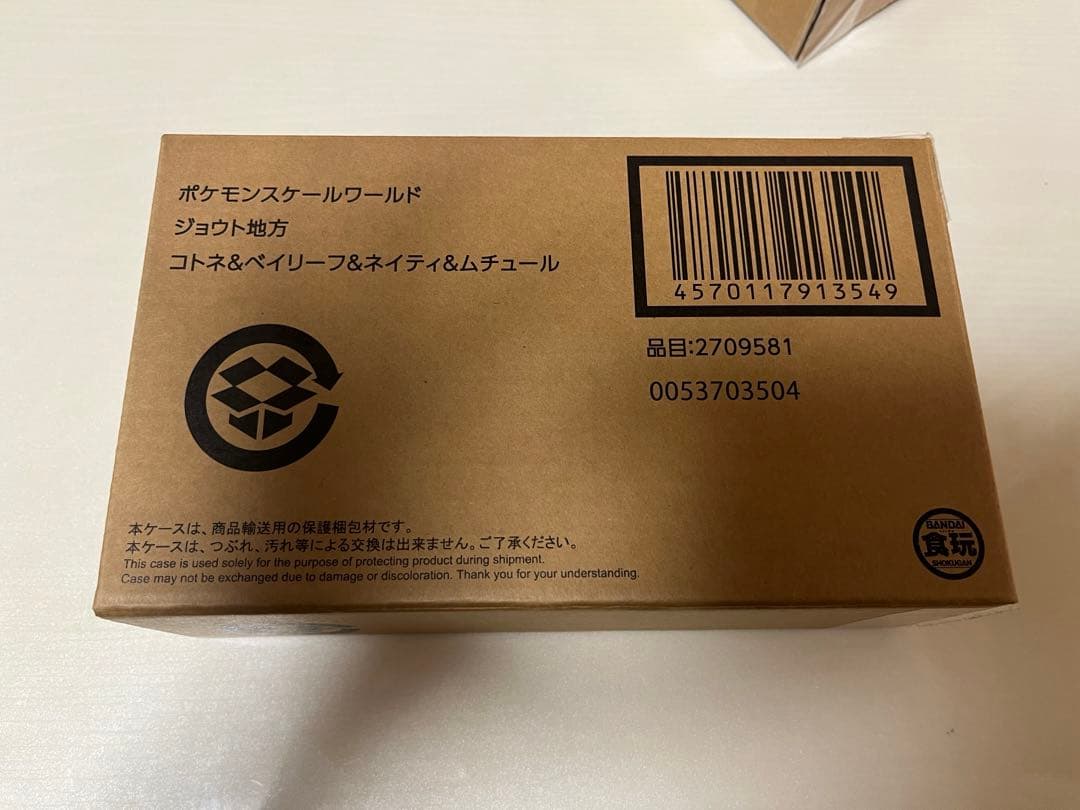 ポケモンスケールワールド
ジョウト地方
コトネ&ベイリーフ&ネイティ&ムチュール
4570117913549
品目:2709581
0053703504
本ケースは、商品輸送用の保護梱包材です。
本ケースは、つぶれ、汚れ等による交換は出来ません。ご了承ください。
This case is used solely for the purpose of protecting product during shipment.
Case may not be exchanged due to damage or discoloration. Thank you for your understanding.
BANDAI
食玩
SHOKUGAN